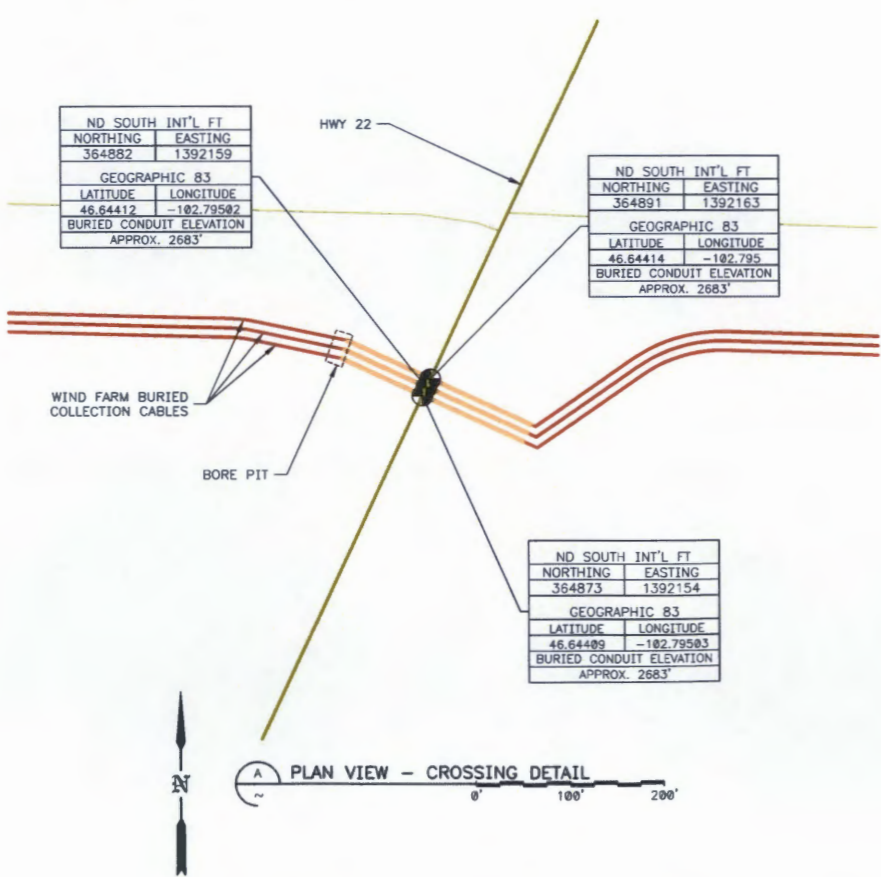 ND SOUTH INT'L FT
NORTHING EASTING
364882 1392159
GEOGRAPHIC 83
LATITUDE LONGITUDE
46.64412 -102.79502
BURIED CONDUIT ELEVATION
APPROX. 2683'
HWY 22
ND SOUTH INT'L FT
NORTHING EASTING
364891 1392163
GEOGRAPHIC 83
LATITUDE LONGITUDE
46.64414 -102.795
BURIED CONDUIT ELEVATION
APPROX. 2683'
WIND FARM BURIED
COLLECTION CABLES
BORE PIT
ND SOUTH INT'L FT
NORTHING EASTING
364873 1392154
GEOGRAPHIC 83
LATITUDE LONGITUDE
46.64409 -102.79503
BURIED CONDUIT ELEVATION
APPROX. 2683'
N
A
~
PLAN VIEW - CROSSING DETAIL
0' 100' 200'